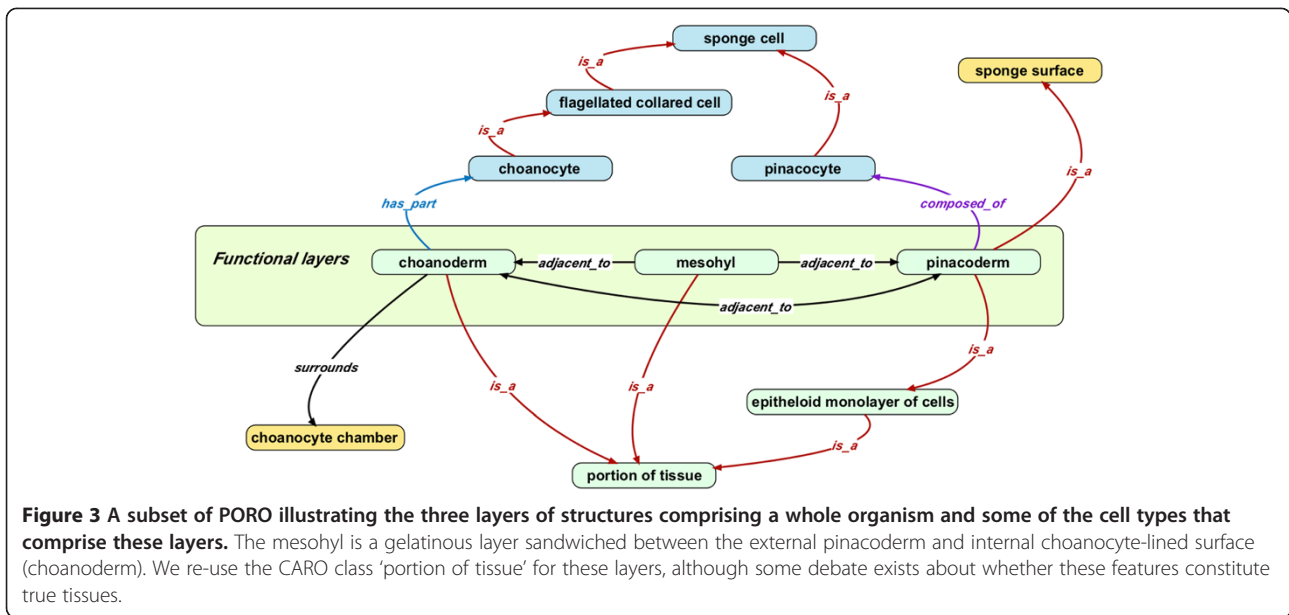 sponge cell
is_a
sponge surface
flagellated collared cell
is_a
is_a
choanocyte
pinacocyte
is_a
has_part
composed_of
Functional layers
choanoderm
adjacent_to
mesohyl
adjacent_to
pinacoderm
adjacent_to
surrounds
is_a
is_a
is_a
epitheloid monolayer of cells
choanocyte chamber
is_a
portion of tissue
Figure 3 A subset of PORO illustrating the three layers of structures comprising a whole organism and some of the cell types that
comprise these layers. The mesohyl is a gelatinous layer sandwiched between the external pinacoderm and internal choanocyte-lined surface
(choanoderm). We re-use the CARO class ‘portion of tissue’ for these layers, although some debate exists about whether these features constitute
true tissues.